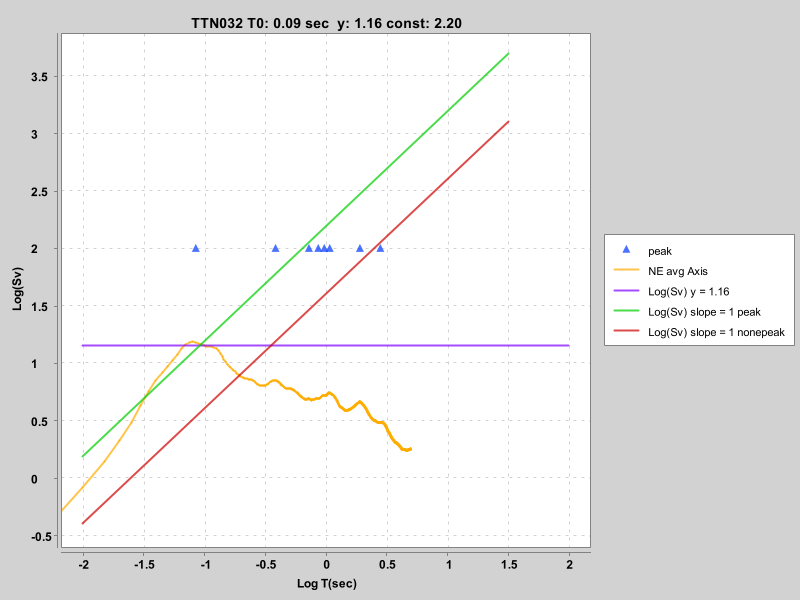 TTN032 T0: 0.09 sec  y: 1.16 const: 2.20
3.5
3
2.5
2
1.5
1
0.5
0
-0.5
Log(Sv)
-2 -1.5 -1 -0.5 0 0.5 1 1.5 2
Log T(sec)
peak
NE avg Axis
Log(Sv) y = 1.16
Log(Sv) slope = 1 peak
Log(Sv) slope = 1 nonepeak